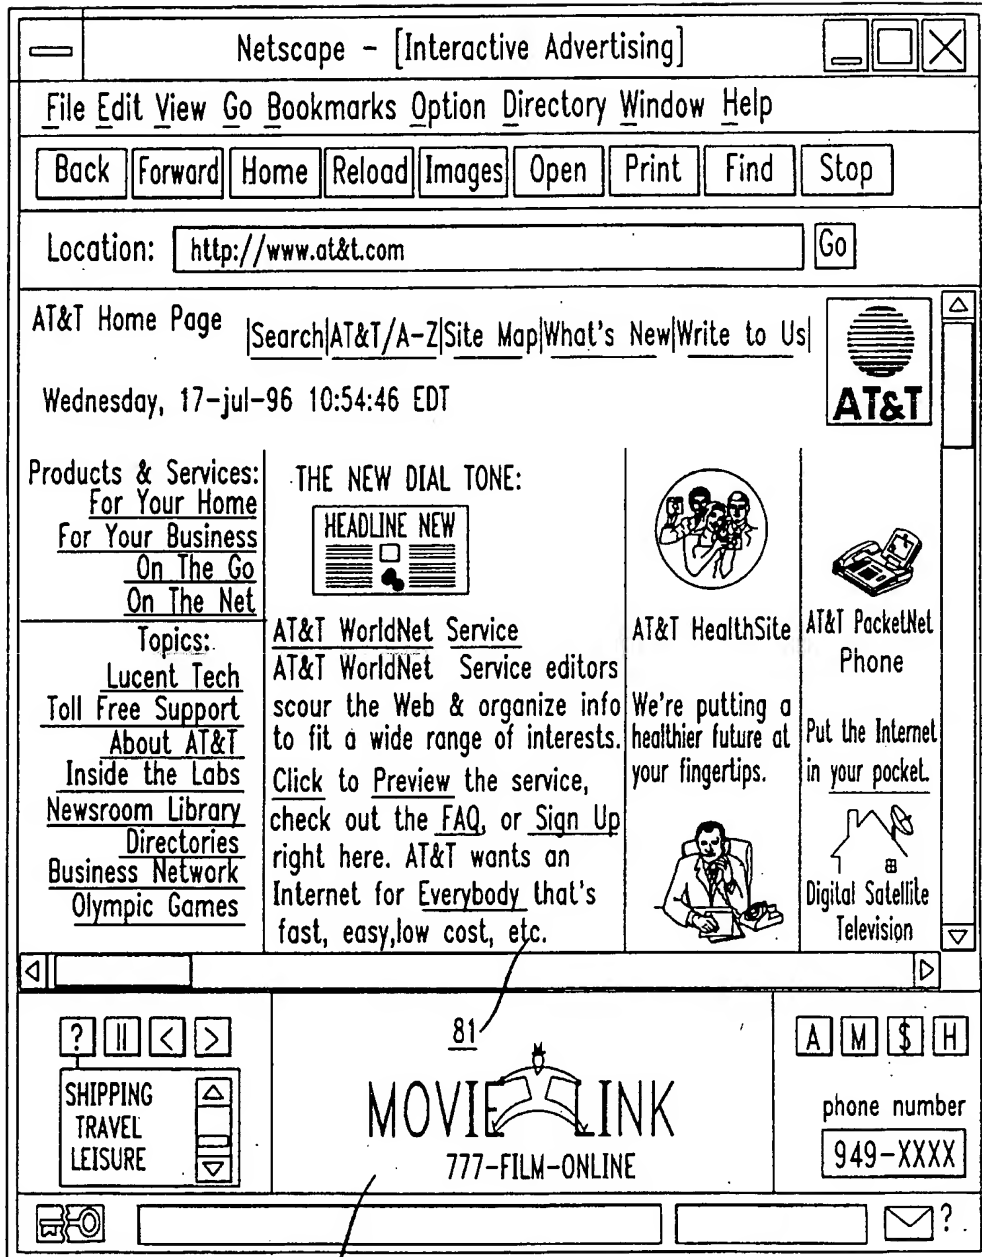 Netscape - [Interactive Advertising]
File Edit View Go Bookmarks Option Directory Window Help
Back Forward Home Reload Images Open Print Find Stop
Location: http://www.at&t.com Go
AT&T Home Page |Search|AT&T/A-Z|Site Map|What's New|Write to Us|
Wednesday, 17-jul-96 10:54:46 EDT
AT&T
Products & Services:
For Your Home
For Your Business
On The Go
On The Net
Topics:
Lucent Tech
Toll Free Support
About AT&T
Inside the Labs
Newsroom Library
Directories
Business Network
Olympic Games
THE NEW DIAL TONE:
HEADLINE NEW
AT&T WorldNet Service
AT&T WorldNet Service editors
scour the Web & organize info
to fit a wide range of interests.
Click to Preview the service,
check out the FAQ, or Sign Up
right here. AT&T wants an
Internet for Everybody that's
fast, easy,low cost, etc.
AT&T HealthSite
We're putting a
healthier future at
your fingertips.
AT&T PacketNet
Phone
Put the Internet
in your pocket.
Digital Satellite
Television
? || < >
SHIPPING
TRAVEL
LEISURE
81
MOVIE LINK
777-FILM-ONLINE
A M $ H
phone number
949-XXXX
?